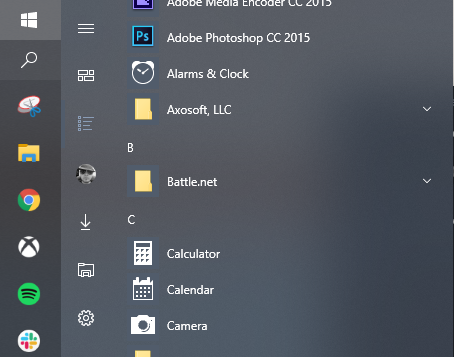 Adobe Media Encoder CC 2015
Ps
Adobe Photoshop CC 2015
Alarms & Clock
Axosoft, LLC
B
Battle.net
C
Calculator
Calendar
Camera